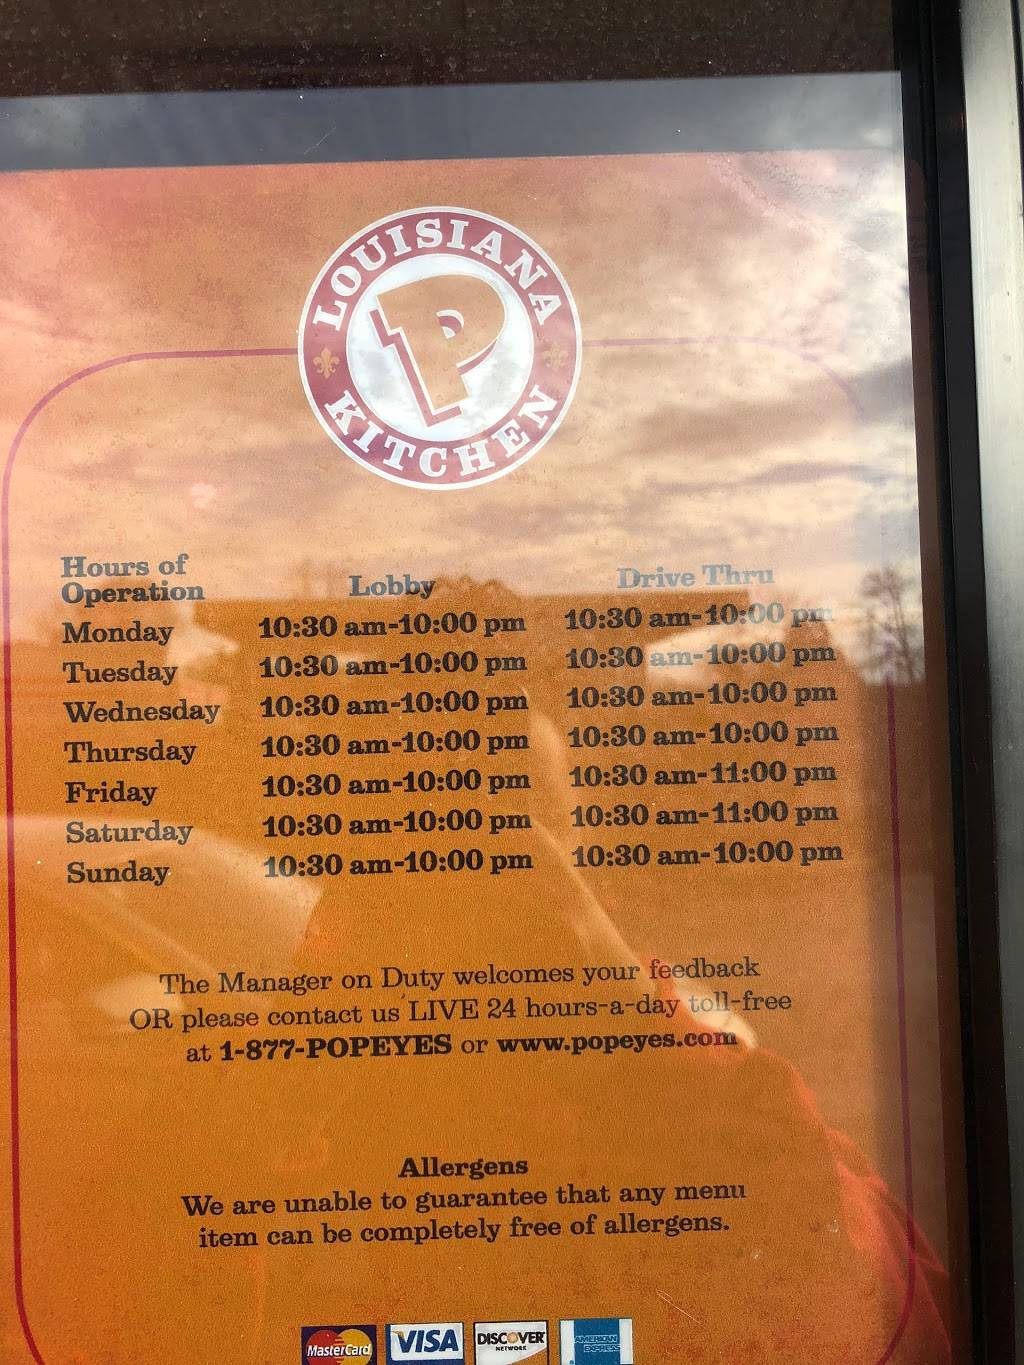 LOUISIANA
P
KITCHEN
Hours of
Operation Lobby Drive Thru
Monday 10:30 am-10:00 pm 10:30 am-10:00 pm
Tuesday 10:30 am-10:00 pm 10:30 am-10:00 pm
Wednesday 10:30 am-10:00 pm 10:30 am-10:00 pm
Thursday 10:30 am-10:00 pm 10:30 am-10:00 pm
Friday 10:30 am-10:00 pm 10:30 am-11:00 pm
Saturday 10:30 am-10:00 pm 10:30 am-11:00 pm
Sunday 10:30 am-10:00 pm 10:30 am-10:00 pm
The Manager on Duty welcomes your feedback
OR please contact us LIVE 24 hours-a-day toll-free
at 1-877-POPEYES or www.popeyes.com
Allergens
We are unable to guarantee that any menu
item can be completely free of allergens.
MasterCard VISA DISCOVER NETWORK AMERICAN EXPRESS